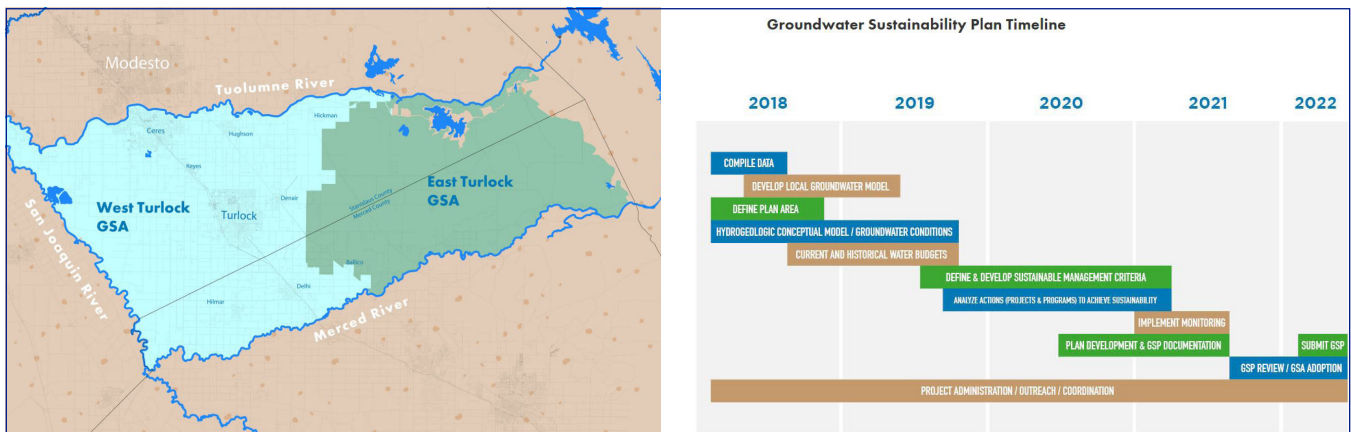 Modesto
Tuolumne River
Hickman
Ceres
Hughson
Keyes
Denair
Stanislaus County
Merced County
East Turlock
GSA
West Turlock
GSA
Turlock
San Joaquin River
Ballico
Delhi
Hilmar
Merced River
Groundwater Sustainability Plan Timeline
2018 2019 2020 2021 2022
COMPILE DATA
DEVELOP LOCAL GROUNDWATER MODEL
DEFINE PLAN AREA
HYDROGEOLOGIC CONCEPTUAL MODEL / GROUNDWATER CONDITIONS
CURRENT AND HISTORICAL WATER BUDGETS
DEFINE & DEVELOP SUSTAINABLE MANAGEMENT CRITERIA
ANALYZE ACTIONS (PROJECTS & PROGRAMS) TO ACHIEVE SUSTAINABILITY
IMPLEMENT MONITORING
PLAN DEVELOPMENT & GSP DOCUMENTATION SUBMIT GSP
GSP REVIEW / GSA ADOPTION
PROJECT ADMINISTRATION / OUTREACH / COORDINATION